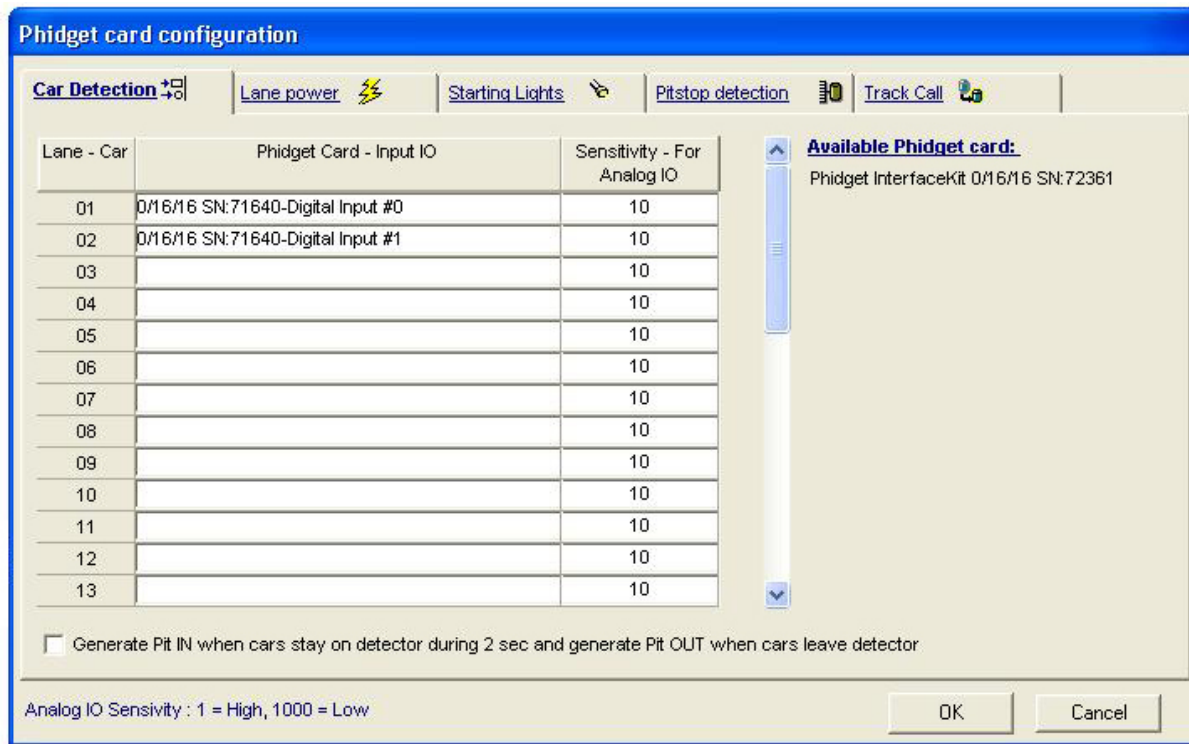 Phidget card configuration
Car Detection Lane power Starting Lights Pitstop detection Track Call
Lane - Car Phidget Card - Input IO Sensitivity - For Analog IO
01 0/16/16 SN:71640-Digital Input #0 10
02 0/16/16 SN:71640-Digital Input #1 10
03 10
04 10
05 10
06 10
07 10
08 10
09 10
10 10
11 10
12 10
13 10
Available Phidget card:
Phidget InterfaceKit 0/16/16 SN:72361
Generate Pit IN when cars stay on detector during 2 sec and generate Pit OUT when cars leave detector
Analog IO Sensivity : 1 = High, 1000 = Low
OK Cancel